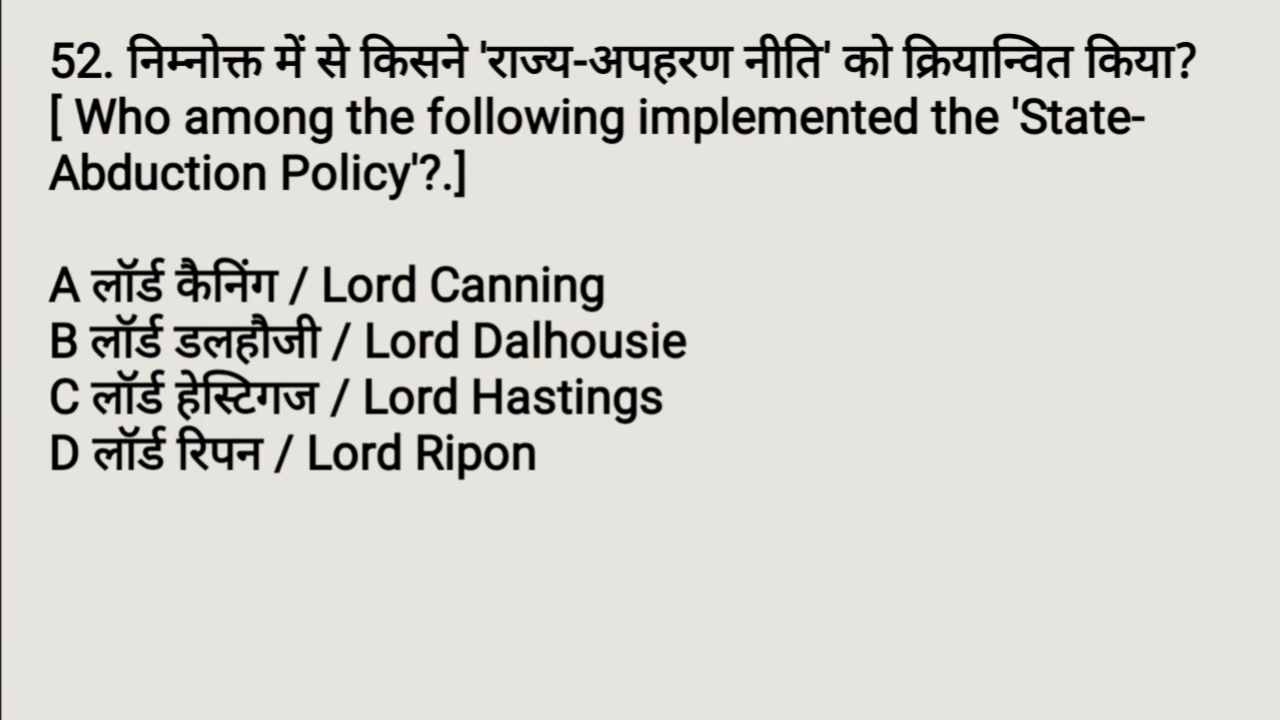 52. निम्नोक्त में से किसने 'राज्य-अपहरण नीति' को क्रियान्वित किया?
[ Who among the following implemented the 'State-
Abduction Policy'?.]
A लॉर्ड कैनिंग / Lord Canning
B लॉर्ड डलहौजी / Lord Dalhousie
C लॉर्ड हेस्टिगज / Lord Hastings
D लॉर्ड रिपन / Lord Ripon